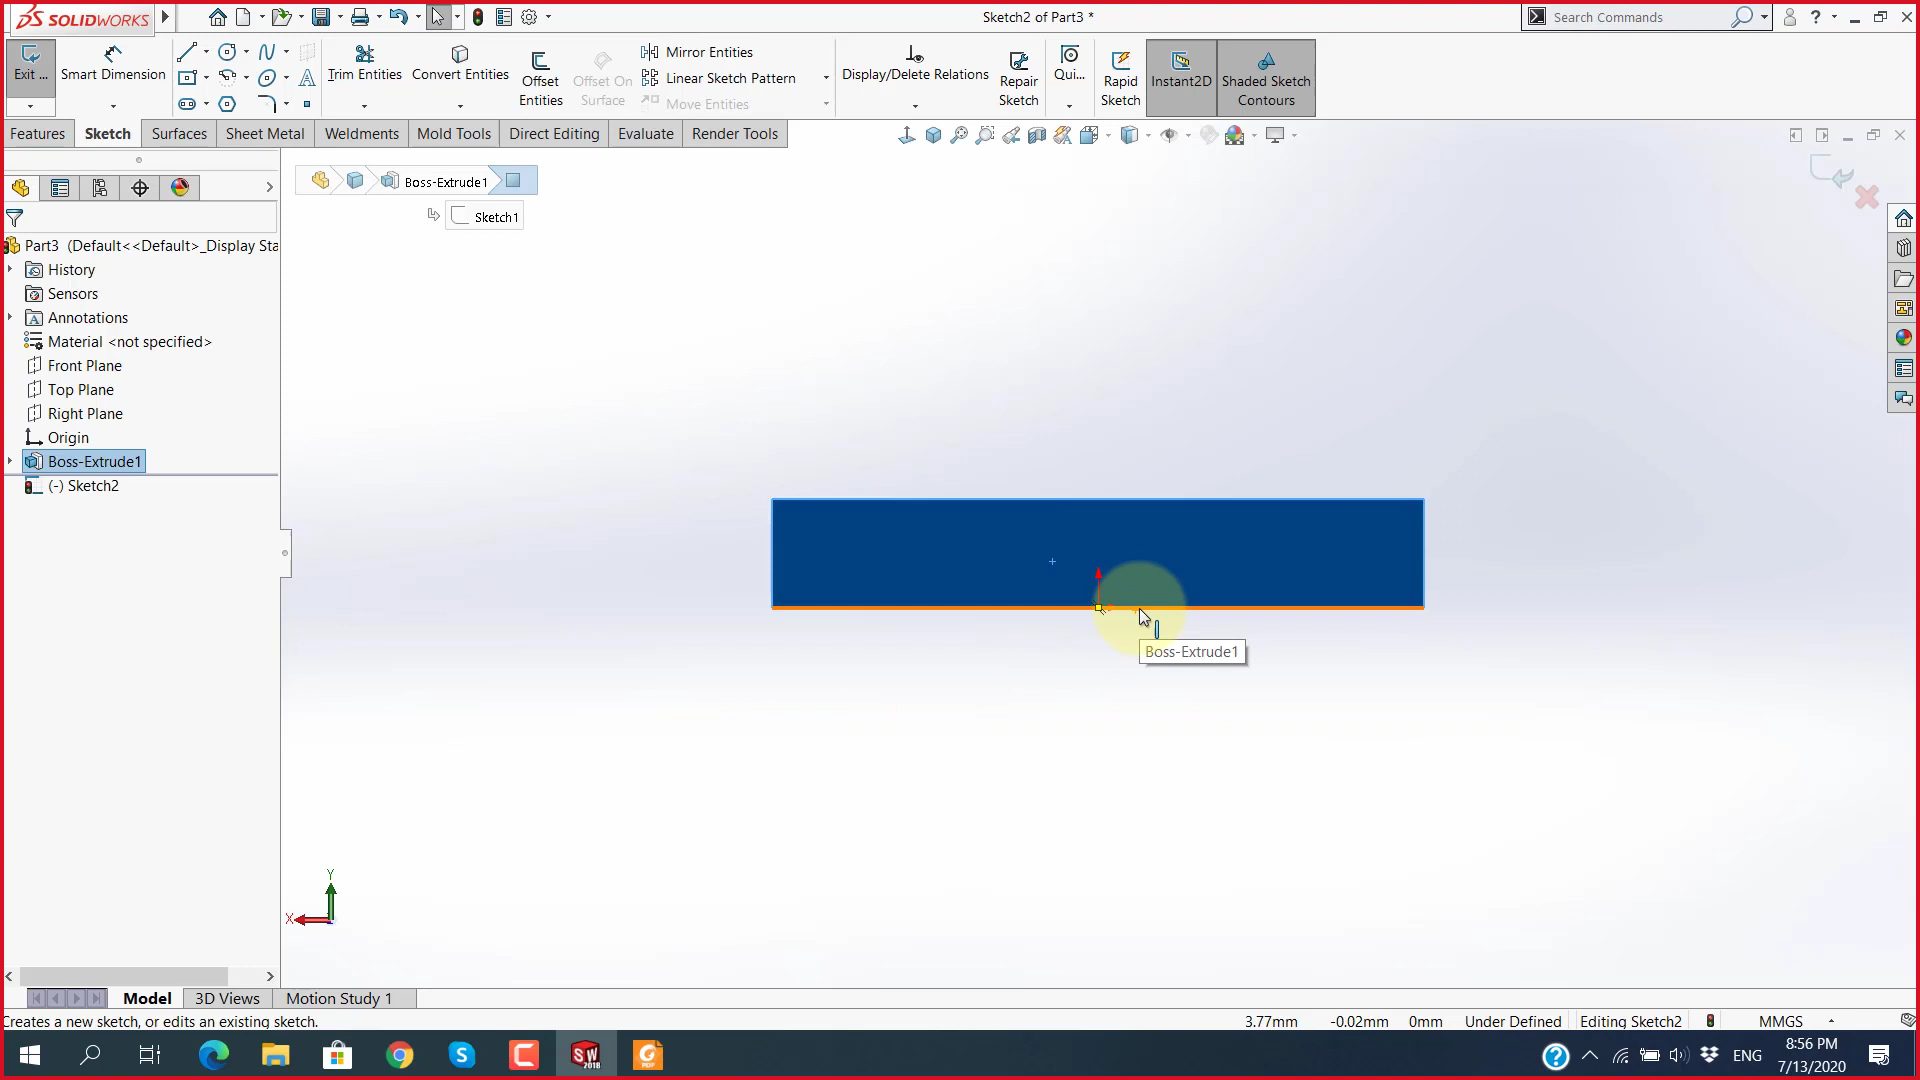 SOLIDWORKS
Sketch2 of Part3 *
Search Commands
?
Exit ...
Smart Dimension
Trim Entities
Convert Entities
Offset Entities
Offset On Surface
Mirror Entities
Linear Sketch Pattern
Move Entities
Display/Delete Relations
Repair Sketch
Qui...
Rapid Sketch
Instant2D
Shaded Sketch Contours
Features
Sketch
Surfaces
Sheet Metal
Weldments
Mold Tools
Direct Editing
Evaluate
Render Tools
Boss-Extrude1
Sketch1
Part3 (Default<<Default>_Display Sta
History
Sensors
Annotations
Material <not specified>
Front Plane
Top Plane
Right Plane
Origin
Boss-Extrude1
(-) Sketch2
Boss-Extrude1
Y
X
Model
3D Views
Motion Study 1
Creates a new sketch, or edits an existing sketch.
3.77mm
-0.02mm
0mm
Under Defined
Editing Sketch2
MMGS
SW
2018
PDF
?
ENG
8:56 PM
7/13/2020